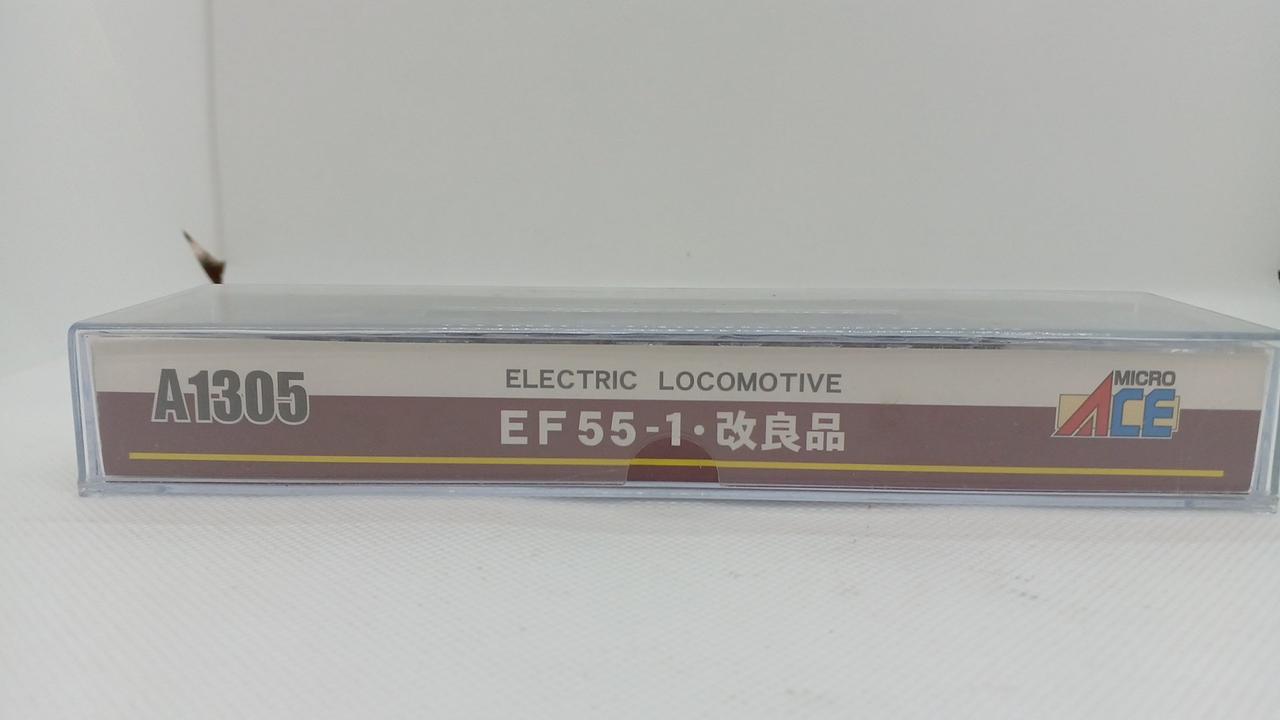 A1305
ELECTRIC LOCOMOTIVE
EF55-1・改良品
MICRO
ACE